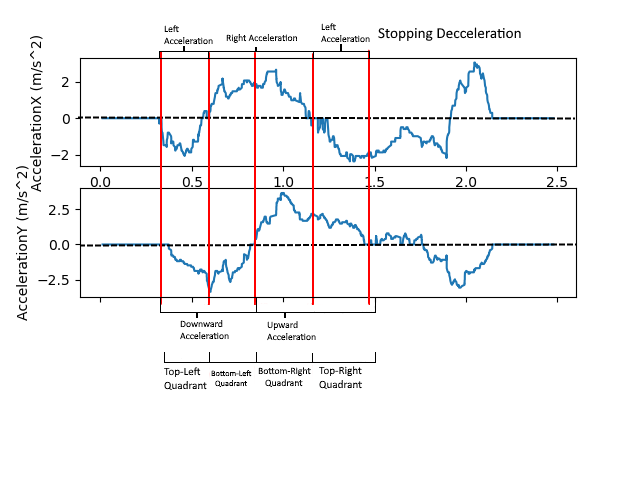 Left
Acceleration
Right Acceleration
Left
Acceleration
Stopping Decceleration
AccelerationX (m/s^2)
2
0
−2
0.0 0.5 1.0 1.5 2.0 2.5
AccelerationY (m/s^2)
2.5
0.0
−2.5
Downward
Acceleration
Upward
Acceleration
Top-Left
Quadrant
Bottom-Left
Quadrant
Bottom-Right
Quadrant
Top-Right
Quadrant